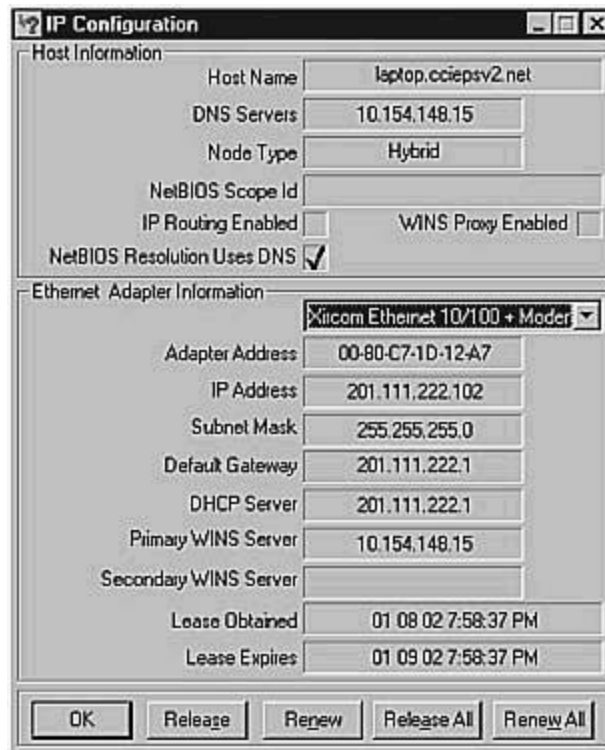 IP Configuration
Host Information
Host Name laptop.cciepsv2.net
DNS Servers 10.154.148.15
Node Type Hybrid
NetBIOS Scope Id
IP Routing Enabled WINS Proxy Enabled
NetBIOS Resolution Uses DNS
Ethernet Adapter Information
Xircom Ethernet 10/100 + Moder
Adapter Address 00-80-C7-1D-12-A7
IP Address 201.111.222.102
Subnet Mask 255.255.255.0
Default Gateway 201.111.222.1
DHCP Server 201.111.222.1
Primary WINS Server 10.154.148.15
Secondary WINS Server
Lease Obtained 01 08 02 7:58:37 PM
Lease Expires 01 09 02 7:58:37 PM
OK Release Renew Release All Renew All